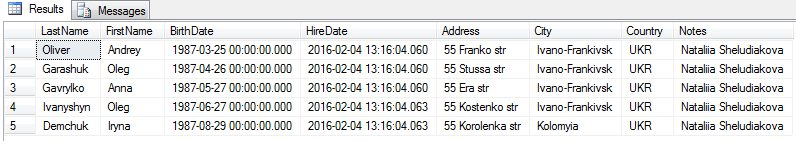 Results Messages
LastName FirstName BirthDate HireDate Address City Country Notes
1 Oliver Andrey 1987-03-25 00:00:00.000 2016-02-04 13:16:04.060 55 Franko str Ivano-Frankivsk UKR Nataliia Sheludiakova
2 Garashuk Oleg 1987-04-26 00:00:00.000 2016-02-04 13:16:04.060 55 Stussa str Ivano-Frankivsk UKR Nataliia Sheludiakova
3 Gavrylko Anna 1987-05-27 00:00:00.000 2016-02-04 13:16:04.060 55 Era str Ivano-Frankivsk UKR Nataliia Sheludiakova
4 Ivanyshyn Oleg 1987-06-27 00:00:00.000 2016-02-04 13:16:04.063 55 Kostenko str Ivano-Frankivsk UKR Nataliia Sheludiakova
5 Demchuk Iryna 1987-08-29 00:00:00.000 2016-02-04 13:16:04.063 55 Korolenka str Kolomyia UKR Nataliia Sheludiakova